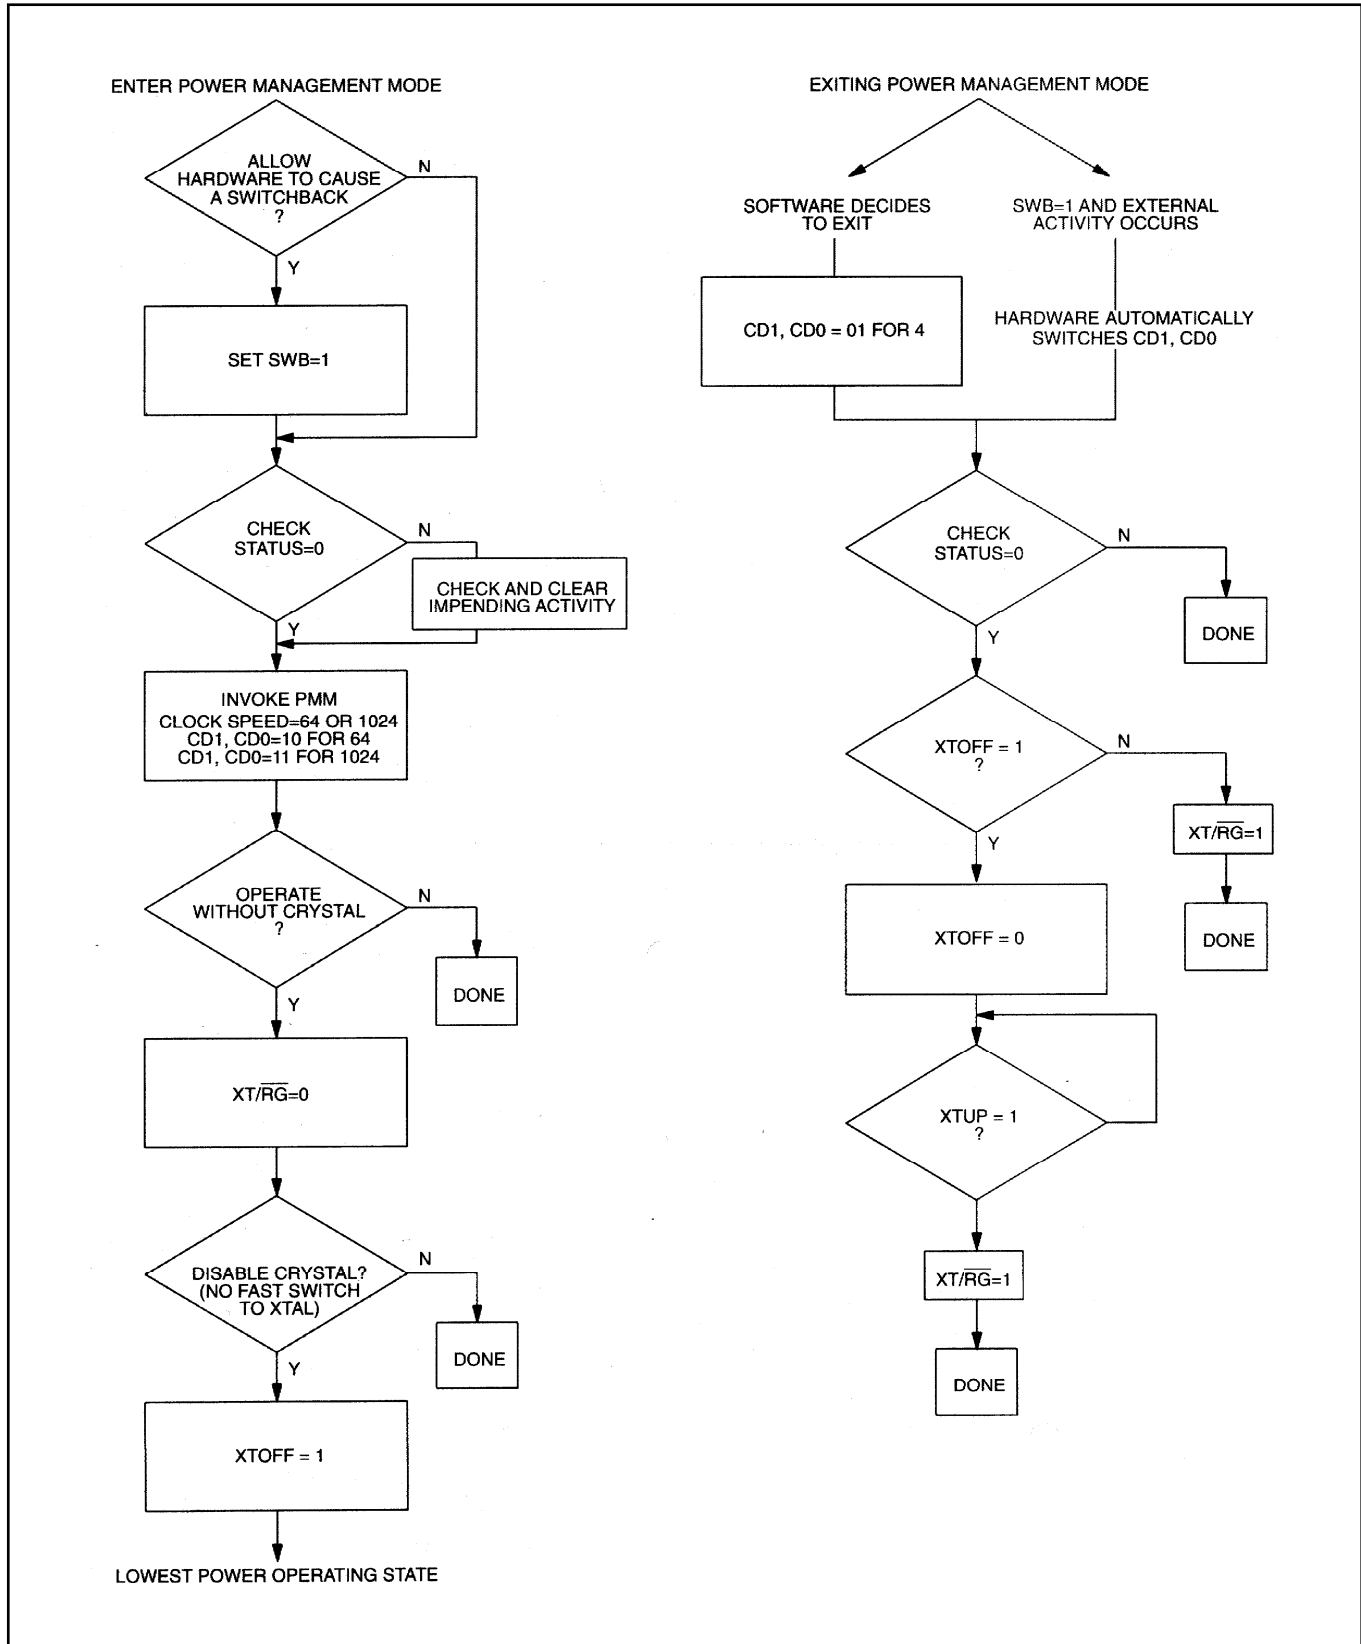 ENTER POWER MANAGEMENT MODE
ALLOW
HARDWARE TO CAUSE
A SWITCHBACK
?
N
Y
SET SWB=1
CHECK
STATUS=0
N
CHECK AND CLEAR
IMPENDING ACTIVITY
Y
INVOKE PMM
CLOCK SPEED=64 OR 1024
CD1, CD0=10 FOR 64
CD1, CD0=11 FOR 1024
OPERATE
WITHOUT CRYSTAL
?
N
DONE
Y
XT/R̅G̅=0
DISABLE CRYSTAL?
(NO FAST SWITCH
TO XTAL)
N
DONE
Y
XTOFF = 1
LOWEST POWER OPERATING STATE
EXITING POWER MANAGEMENT MODE
SOFTWARE DECIDES
TO EXIT
SWB=1 AND EXTERNAL
ACTIVITY OCCURS
CD1, CD0 = 01 FOR 4
HARDWARE AUTOMATICALLY
SWITCHES CD1, CD0
CHECK
STATUS=0
N
DONE
Y
XTOFF = 1
?
N
XT/R̅G̅=1
DONE
Y
XTOFF = 0
XTUP = 1
?
XT/R̅G̅=1
DONE